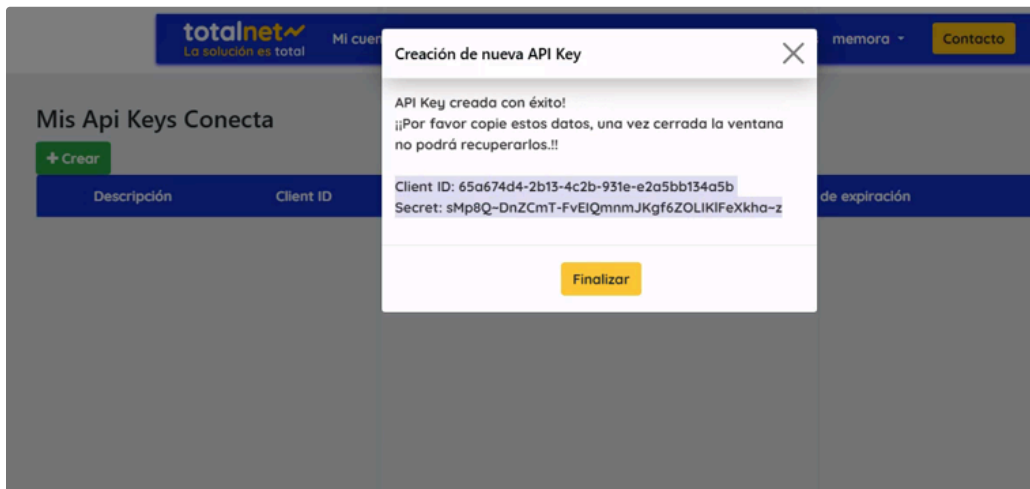 totalnet
La solución es total
Mi cuen
memora
Contacto
Creación de nueva API Key
API Key creada con éxito!
¡¡Por favor copie estos datos, una vez cerrada la ventana
no podrá recuperarlos.!!
Client ID: 65a674d4-2b13-4c2b-931e-e2a5bb134a5b
Secret: sMp8Q~DnZCmT-FvEIQmnmJKgf6ZOLIKlFeXkha~z
Finalizar
Mis Api Keys Conecta
+ Crear
Descripción
Client ID
de expiración